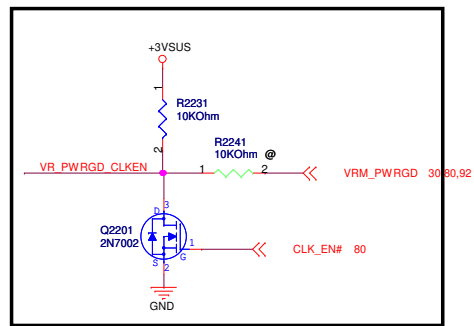 +3VSUS
1
R2231
10KOhm
2
R2241
10KOhm @
VR_PWRGD_CLKEN
1
2
VRM_PWRGD 30,80,92
3
D
Q2201
2N7002
1
G
S
2
CLK_EN# 80
GND